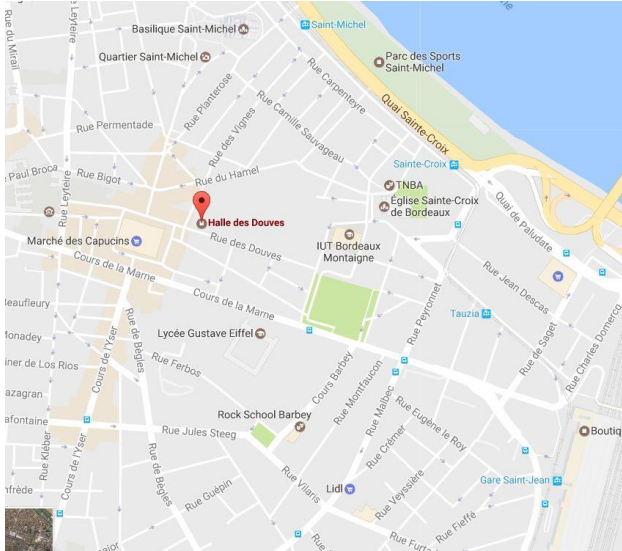 Saint-Michel
Basilique Saint-Michel
Quartier Saint-Michel
Parc des Sports
Saint-Michel
Rue du Mirail
Rue Leyteire
Rue Planterose
Rue Carpenteyre
Quai Sainte-Croix
Rue Permentade
Rue des Vignes
Rue Camille Sauvageau
Sainte-Croix
Paul Broca
Rue Bigot
Rue du Hamel
TNBA
Rue Leyteire
Église Sainte-Croix
de Bordeaux
Quai de Paludate
Halle des Douves
Marché des Capucins
Rue des Douves
IUT Bordeaux
Montaigne
Cours de la Marne
Rue Jean Descas
Cours de la Marne
Rue Peyronnet
Tauzia
Rue de Saget
Rue Charles Domercq
Beaufleury
Monadey
Lycée Gustave Eiffel
Rue de Bègles
Cours de l'Yser
Rue Ferbos
Cours Barbey
Rue Montfaucon
Rue Malbec
Rock School Barbey
Rue Eugène le Roy
Rue Jules Steeg
Rue Crémer
Boutiq
Rue Kléber
Cours de l'Yser
Rue de Bègles
Rue Guépin
Rue Vilaris
Lidl
Rue Veyssière
Gare Saint-Jean
Rue Fieffé
Rue Furta